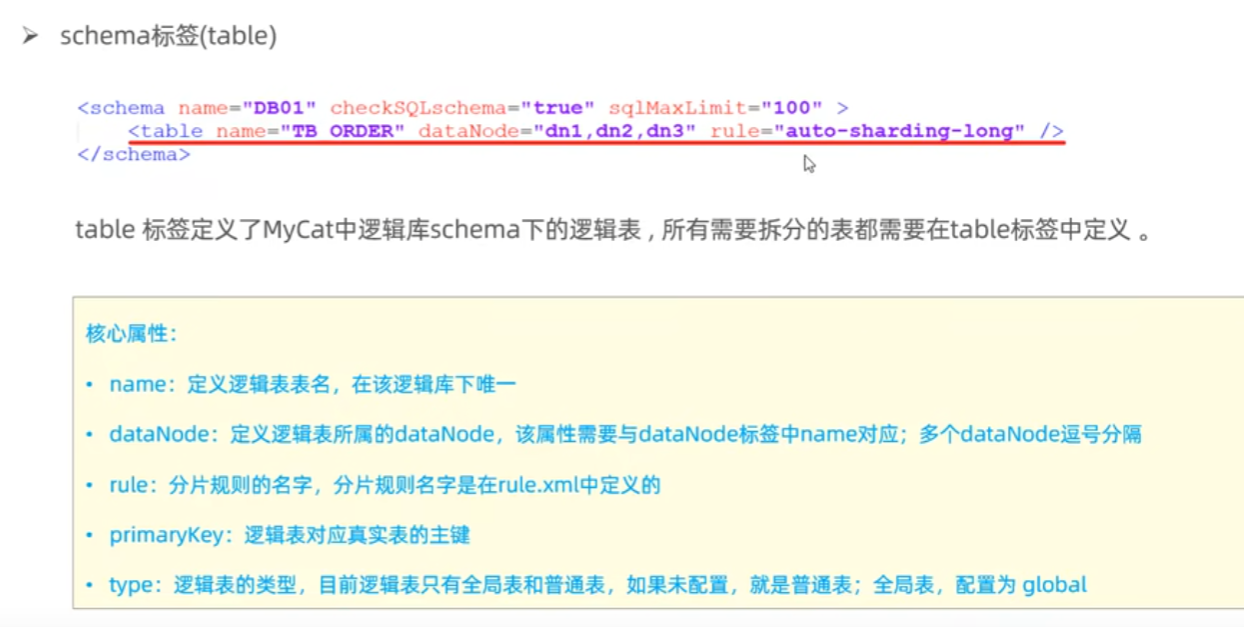 ➤ schema标签(table)
<schema name="DB01" checkSQLschema="true" sqlMaxLimit="100" >
<table name="TB_ORDER" dataNode="dn1,dn2,dn3" rule="auto-sharding-long" />
</schema>
table 标签定义了MyCat中逻辑库schema下的逻辑表 , 所有需要拆分的表都需要在table标签中定义 。
核心属性：
• name：定义逻辑表表名，在该逻辑库下唯一
• dataNode：定义逻辑表所属的dataNode，该属性需要与dataNode标签中name对应；多个dataNode逗号分隔
• rule：分片规则的名字，分片规则名字是在rule.xml中定义的
• primaryKey：逻辑表对应真实表的主键
• type：逻辑表的类型，目前逻辑表只有全局表和普通表，如果未配置，就是普通表；全局表，配置为 global